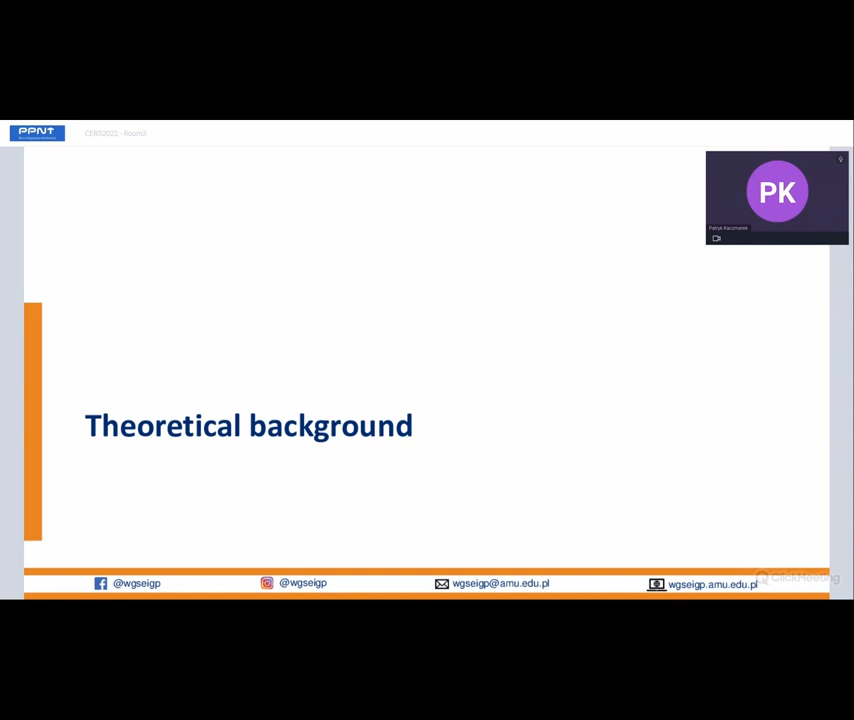 PPNT
CERS2022 - Room3
PK
Patryk Kaczmarek
Theoretical background
@wgseigp
@wgseigp
wgseigp@amu.edu.pl
wgseigp.amu.edu.pl
ClickMeeting